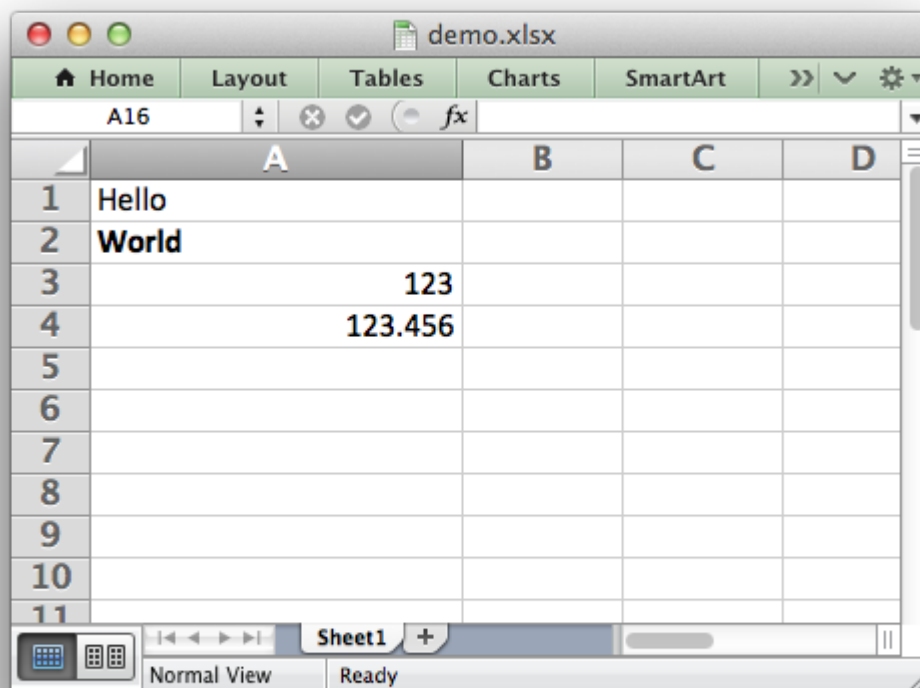 demo.xlsx
Home Layout Tables Charts SmartArt
A16 fx
A B C D
1 Hello
2 World
3 123
4 123.456
5
6
7
8
9
10
11
Sheet1 +
Normal View Ready